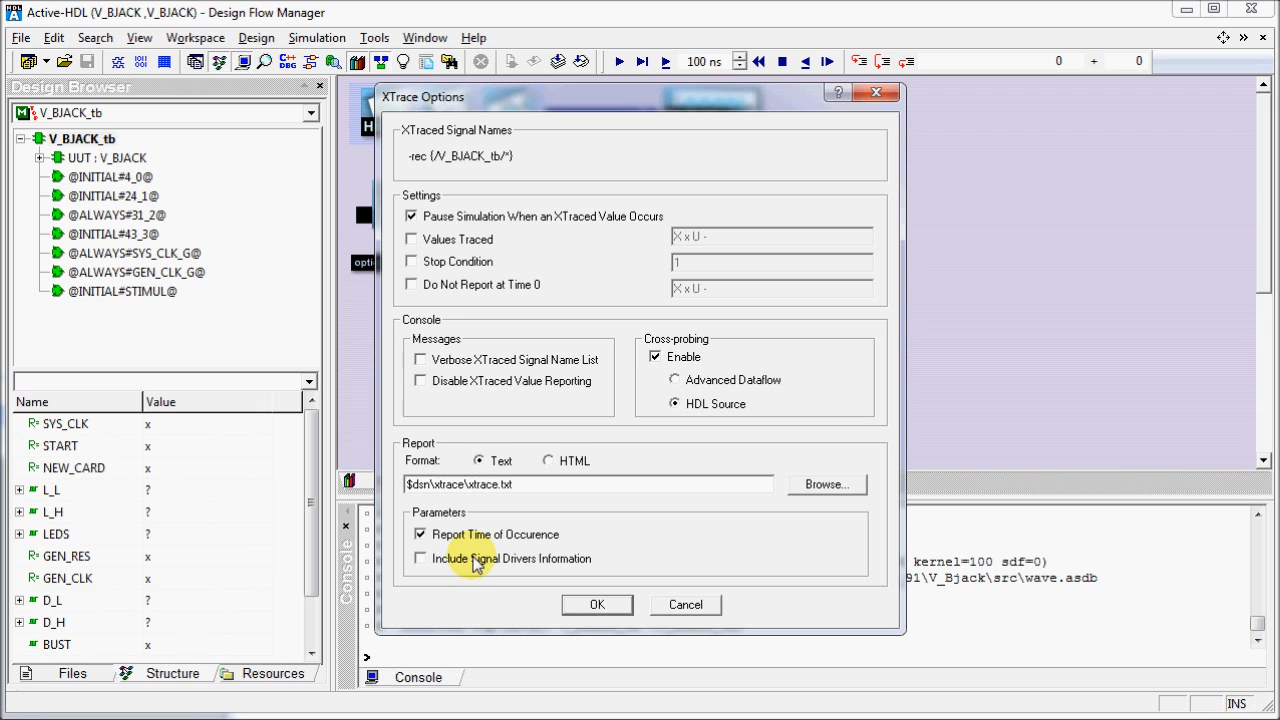 Active-HDL (V_BJACK ,V_BJACK) - Design Flow Manager
File Edit Search View Workspace Design Simulation Tools Window Help
100 ns 0 + 0
Design Browser
V_BJACK_tb
V_BJACK_tb
UUT : V_BJACK
@INITIAL#4_0@
@INITIAL#24_1@
@ALWAYS#31_2@
@INITIAL#43_3@
@ALWAYS#SYS_CLK_G@
@ALWAYS#GEN_CLK_G@
@INITIAL#STIMUL@
Name Value
SYS_CLK x
START x
NEW_CARD x
L_L ?
L_H ?
LEDS ?
GEN_RES x
GEN_CLK x
D_L ?
D_H ?
BUST x
Files Structure Resources
H
opti
XTrace Options
XTraced Signal Names
-rec {/V_BJACK_tb/*}
Settings
Pause Simulation When an XTraced Value Occurs
Values Traced X x U -
Stop Condition 1
Do Not Report at Time 0 X x U -
Console
Messages
Verbose XTraced Signal Name List
Disable XTraced Value Reporting
Cross-probing
Enable
Advanced Dataflow
HDL Source
Report
Format: Text HTML
$dsn\xtrace\xtrace.txt Browse...
Parameters
Report Time of Occurence
Include Signal Drivers Information
OK Cancel
kernel=100 sdf=0)
91\V_Bjack\src\wave.asdb
>
Console
Console
INS